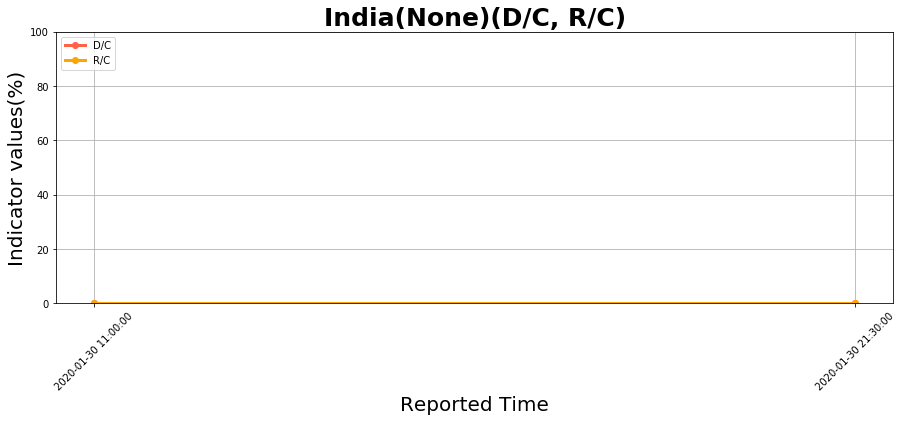 India(None)(D/C, R/C)
Indicator values(%)
100
80
60
40
20
0
D/C
R/C
2020-01-30 11:00:00
2020-01-30 21:30:00
Reported Time